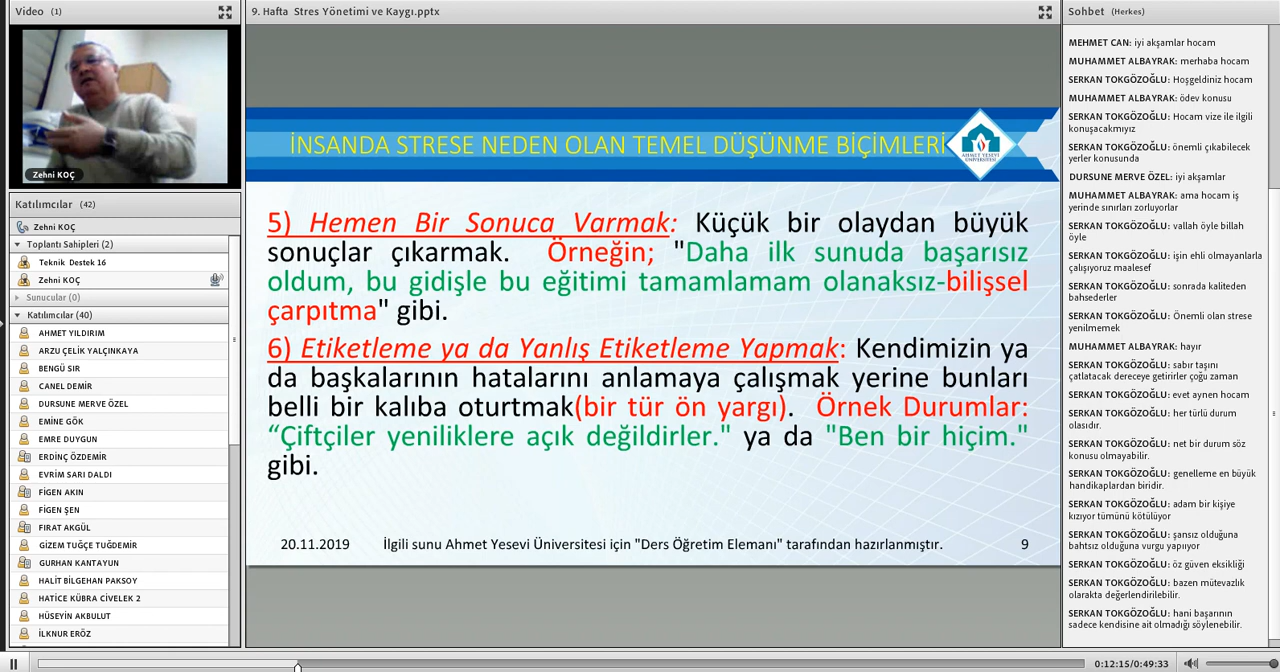 Video (1)
Zehni KOÇ
Katılımcılar (42)
Zehni KOÇ
Toplantı Sahipleri (2)
Teknik Destek 16
Zehni KOÇ
Sunucular (0)
Katılımcılar (40)
AHMET YILDIRIM
ARZU ÇELİK YALÇINKAYA
BENGÜ SIR
CANEL DEMİR
DURSUNE MERVE ÖZEL
EMİNE GÖK
EMRE DUYGUN
ERDİNÇ ÖZDEMİR
EVRİM SARI DALDI
FİGEN AKIN
FİGEN ŞEN
FIRAT AKGÜL
GİZEM TUĞÇE TUĞDEMİR
GURHAN KANTAYUN
HALİT BİLGEHAN PAKSOY
HATİCE KÜBRA CİVELEK 2
HÜSEYİN AKBULUT
İLKNUR ERÖZ
9. Hafta Stres Yönetimi ve Kaygı.pptx
İNSANDA STRESE NEDEN OLAN TEMEL DÜŞÜNME BİÇİMLERİ
AHMET YESEVİ
ÜNİVERSİTESİ
5) Hemen Bir Sonuca Varmak: Küçük bir olaydan büyük
sonuçlar çıkarmak. Örneğin; "Daha ilk sunuda başarısız
oldum, bu gidişle bu eğitimi tamamlamam olanaksız-bilişsel
çarpıtma" gibi.
6) Etiketleme ya da Yanlış Etiketleme Yapmak: Kendimizin ya
da başkalarının hatalarını anlamaya çalışmak yerine bunları
belli bir kalıba oturtmak(bir tür ön yargı). Örnek Durumlar:
“Çiftçiler yeniliklere açık değildirler." ya da "Ben bir hiçim."
gibi.
20.11.2019 İlgili sunu Ahmet Yesevi Üniversitesi için "Ders Öğretim Elemanı" tarafından hazırlanmıştır. 9
Sohbet (Herkes)
MEHMET CAN: iyi akşamlar hocam
MUHAMMET ALBAYRAK: merhaba hocam
SERKAN TOKGÖZOĞLU: Hoşgeldiniz hocam
MUHAMMET ALBAYRAK: ödev konusu
SERKAN TOKGÖZOĞLU: Hocam vize ile ilgili
konuşacakmıyız
SERKAN TOKGÖZOĞLU: önemli çıkabilecek
yerler konusunda
DURSUNE MERVE ÖZEL: iyi akşamlar
MUHAMMET ALBAYRAK: ama hocam iş
yerinde sınırları zorluyorlar
SERKAN TOKGÖZOĞLU: vallah öyle billah
öyle
SERKAN TOKGÖZOĞLU: işin ehli olmayanlarla
çalışıyoruz maalesef
SERKAN TOKGÖZOĞLU: sonrada kaliteden
bahsederler
SERKAN TOKGÖZOĞLU: Önemli olan strese
yenilmemek
MUHAMMET ALBAYRAK: hayır
SERKAN TOKGÖZOĞLU: sabır taşını
çatlatacak dereceye getirirler çoğu zaman
SERKAN TOKGÖZOĞLU: evet aynen hocam
SERKAN TOKGÖZOĞLU: her türlü durum
olasıdır.
SERKAN TOKGÖZOĞLU: net bir durum söz
konusu olmayabilir.
SERKAN TOKGÖZOĞLU: genelleme en büyük
handikaplardan biridir.
SERKAN TOKGÖZOĞLU: adam bir kişiye
kızıyor tümünü kötülüyor
SERKAN TOKGÖZOĞLU: şansız olduğuna
bahtsız olduğuna vurgu yapıyor
SERKAN TOKGÖZOĞLU: öz güven eksikliği
SERKAN TOKGÖZOĞLU: bazen mütevazlık
olarakta değerlendirilebilir.
SERKAN TOKGÖZOĞLU: hani başarının
sadece kendisine ait olmadığı söylenebilir.
0:12:15/0:49:33